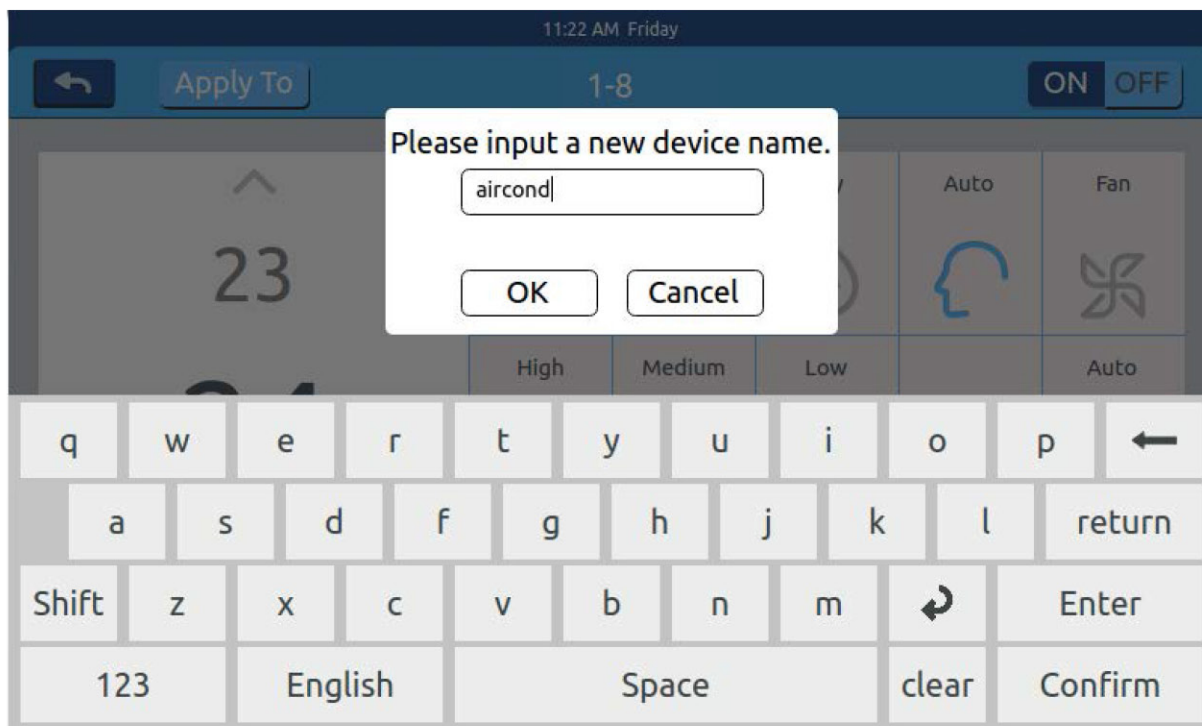 11:22 AM Friday
Apply To 1-8 ON OFF
Please input a new device name.
aircond
OK Cancel
23
Auto Fan
High Medium Low Auto
q w e r t y u i o p
a s d f g h j k l return
Shift z x c v b n m Enter
123 English Space clear Confirm